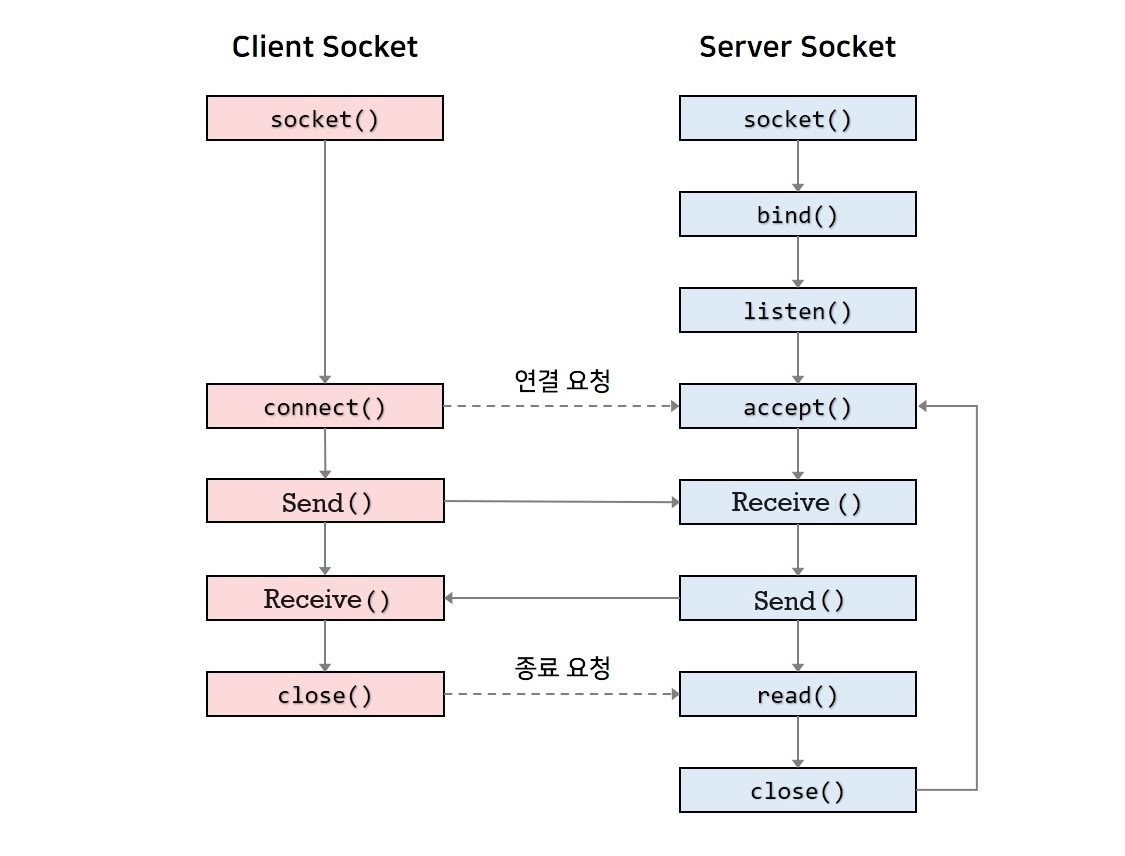 Client Socket
Server Socket
socket()
socket()
bind()
listen()
연결 요청
connect()
accept()
Send()
Receive ()
Receive()
Send()
종료 요청
close()
read()
close()